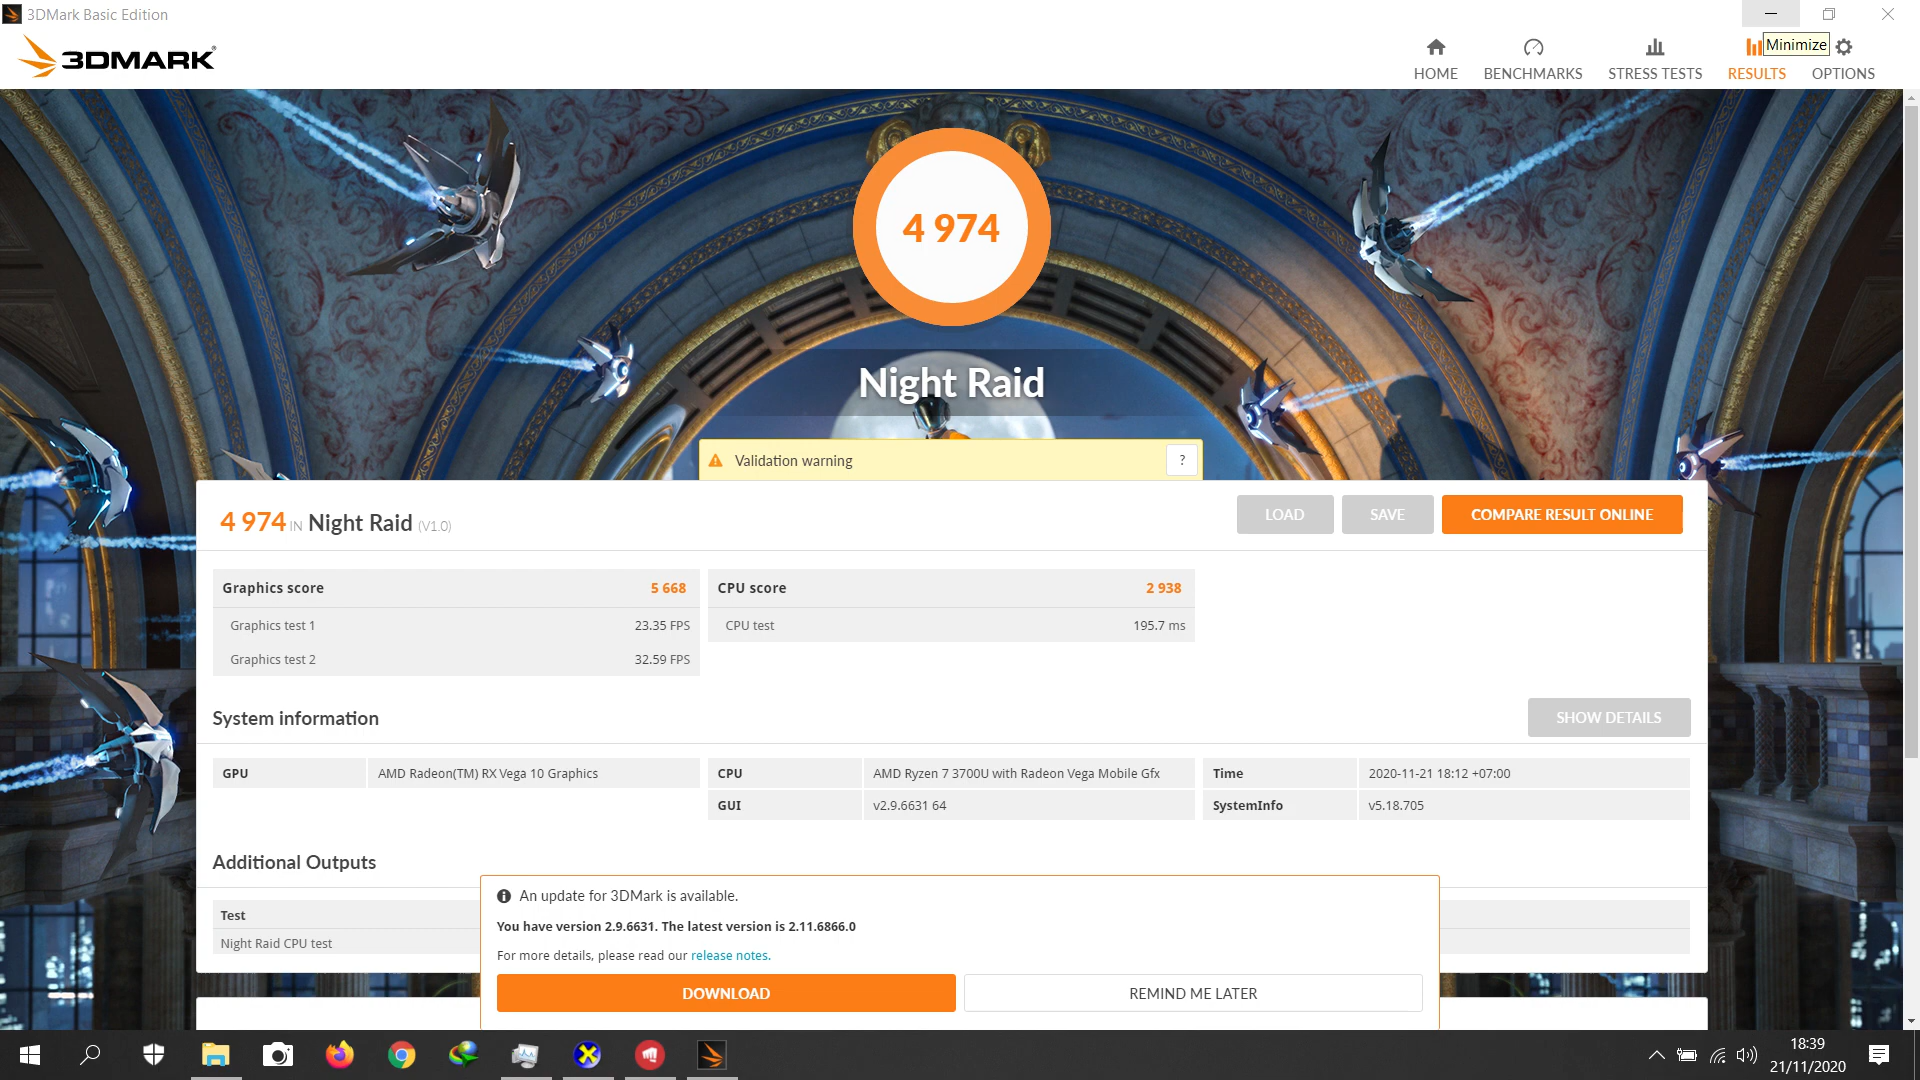 3DMark Basic Edition
3DMARK®
HOME
BENCHMARKS
STRESS TESTS
RESULTS
Minimize
OPTIONS
4 974
Night Raid
Validation warning
?
4 974 IN Night Raid (V1.0)
LOAD
SAVE
COMPARE RESULT ONLINE
Graphics score 5 668
Graphics test 1 23.35 FPS
Graphics test 2 32.59 FPS
CPU score 2 938
CPU test 195.7 ms
System information
SHOW DETAILS
GPU AMD Radeon(TM) RX Vega 10 Graphics
CPU AMD Ryzen 7 3700U with Radeon Vega Mobile Gfx
GUI v2.9.6631 64
Time 2020-11-21 18:12 +07:00
SystemInfo v5.18.705
Additional Outputs
Test
Night Raid CPU test
An update for 3DMark is available.
You have version 2.9.6631. The latest version is 2.11.6866.0
For more details, please read our release notes.
DOWNLOAD
REMIND ME LATER
18:39
21/11/2020